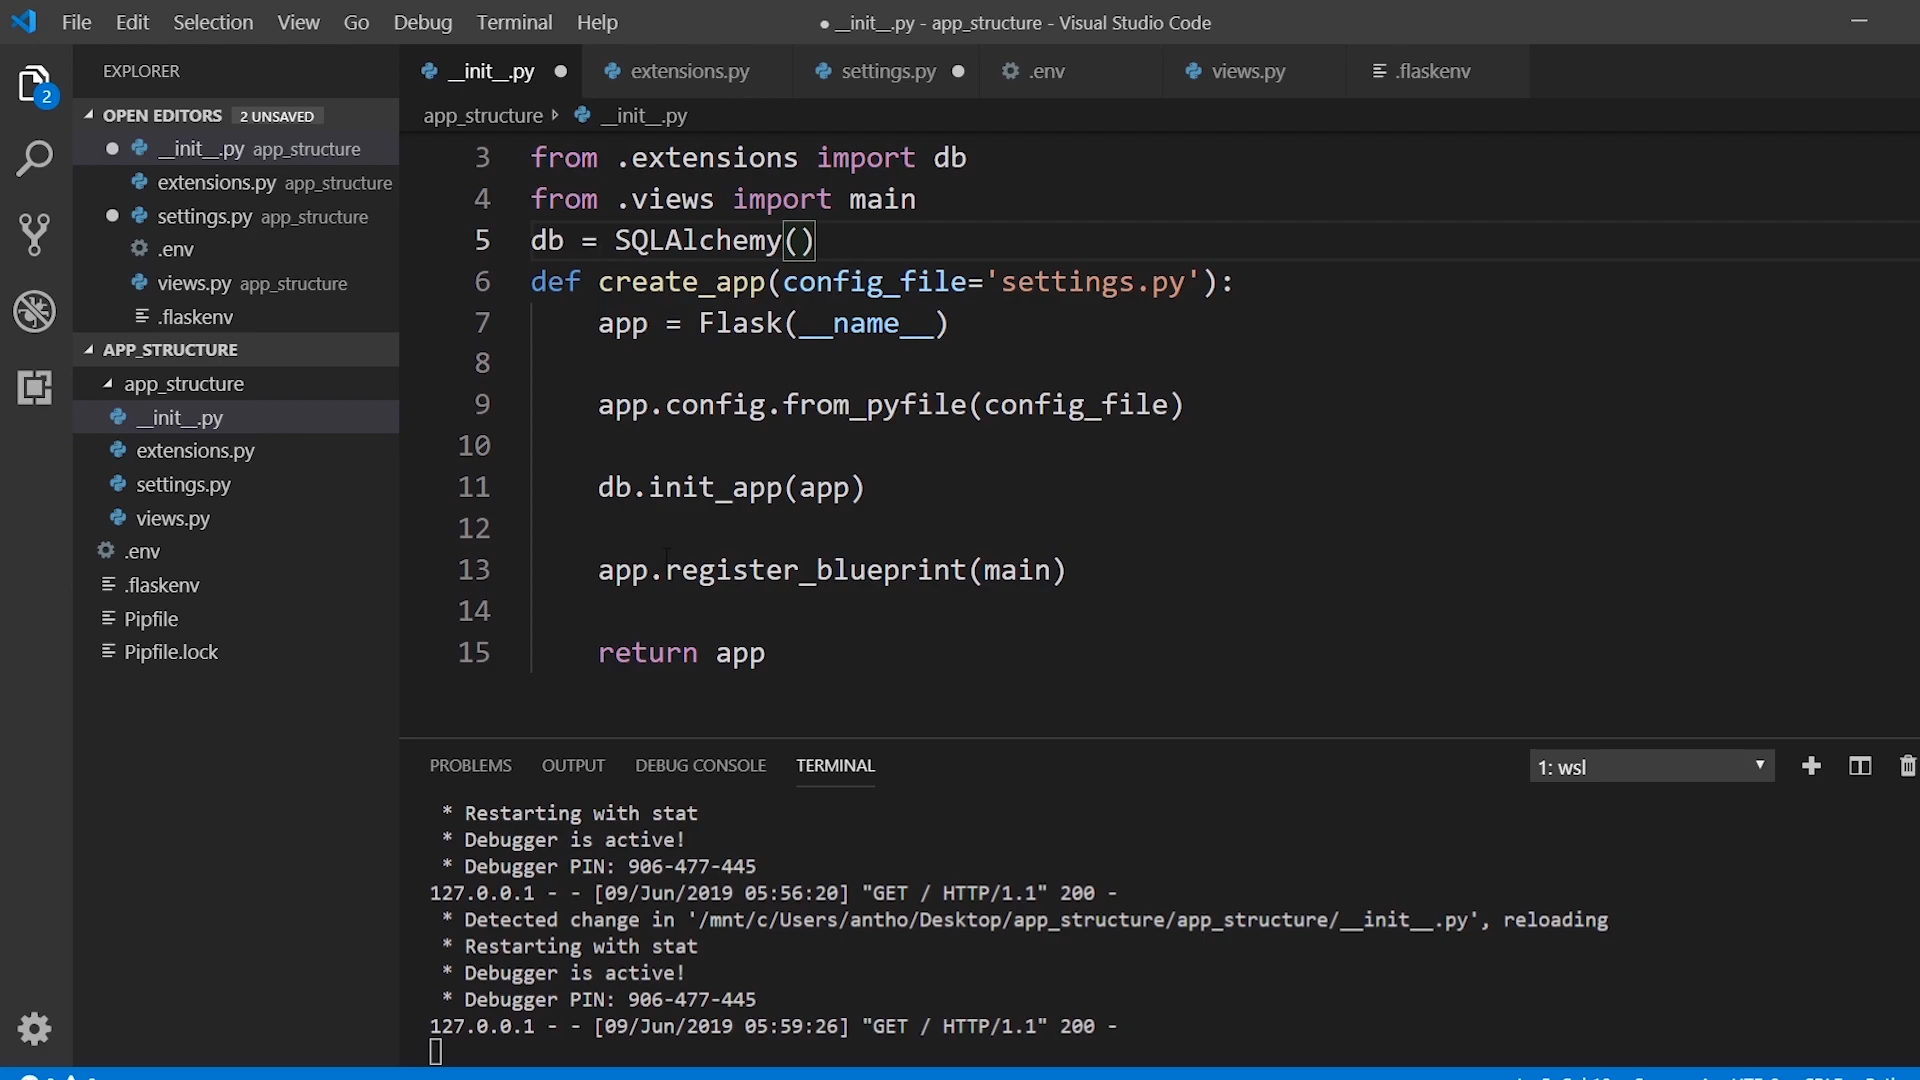 File Edit Selection View Go Debug Terminal Help
● __init__.py - app_structure - Visual Studio Code
EXPLORER
2
OPEN EDITORS 2 UNSAVED
__init__.py app_structure
extensions.py app_structure
settings.py app_structure
.env
views.py app_structure
.flaskenv
APP_STRUCTURE
app_structure
__init__.py
extensions.py
settings.py
views.py
.env
.flaskenv
Pipfile
Pipfile.lock
__init__.py extensions.py settings.py .env views.py .flaskenv
app_structure __init__.py
3 from .extensions import db
4 from .views import main
5 db = SQLAlchemy()
6 def create_app(config_file='settings.py'):
7 app = Flask(__name__)
8
9 app.config.from_pyfile(config_file)
10
11 db.init_app(app)
12
13 app.register_blueprint(main)
14
15 return app
PROBLEMS OUTPUT DEBUG CONSOLE TERMINAL 1: wsl
* Restarting with stat
* Debugger is active!
* Debugger PIN: 906-477-445
127.0.0.1 - - [09/Jun/2019 05:56:20] "GET / HTTP/1.1" 200 -
* Detected change in '/mnt/c/Users/antho/Desktop/app_structure/app_structure/__init__.py', reloading
* Restarting with stat
* Debugger is active!
* Debugger PIN: 906-477-445
127.0.0.1 - - [09/Jun/2019 05:59:26] "GET / HTTP/1.1" 200 -